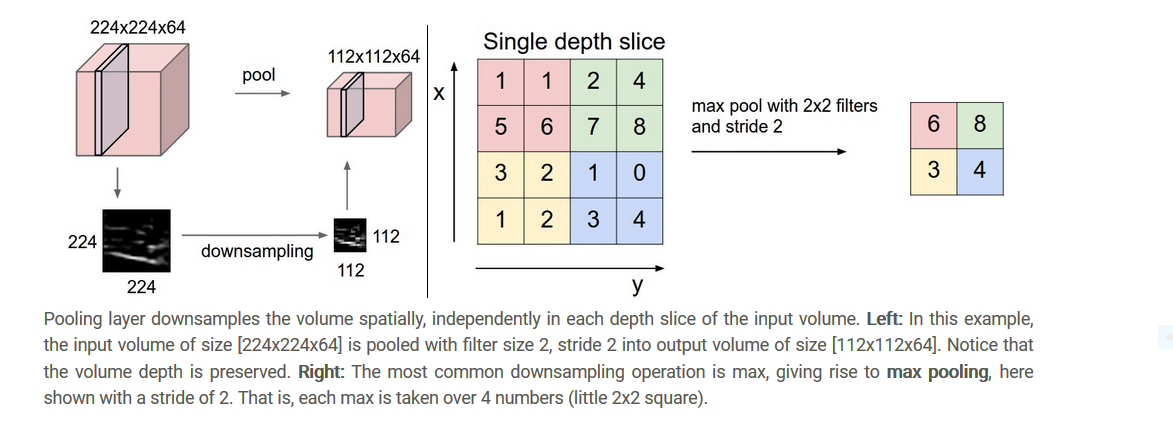 224x224x64
pool
112x112x64
224
224
downsampling
112
112
Single depth slice
x
1 1 2 4
5 6 7 8
3 2 1 0
1 2 3 4
y
max pool with 2x2 filters
and stride 2
6 8
3 4
Pooling layer downsamples the volume spatially, independently in each depth slice of the input volume. Left: In this example,
the input volume of size [224x224x64] is pooled with filter size 2, stride 2 into output volume of size [112x112x64]. Notice that
the volume depth is preserved. Right: The most common downsampling operation is max, giving rise to max pooling, here
shown with a stride of 2. That is, each max is taken over 4 numbers (little 2x2 square).